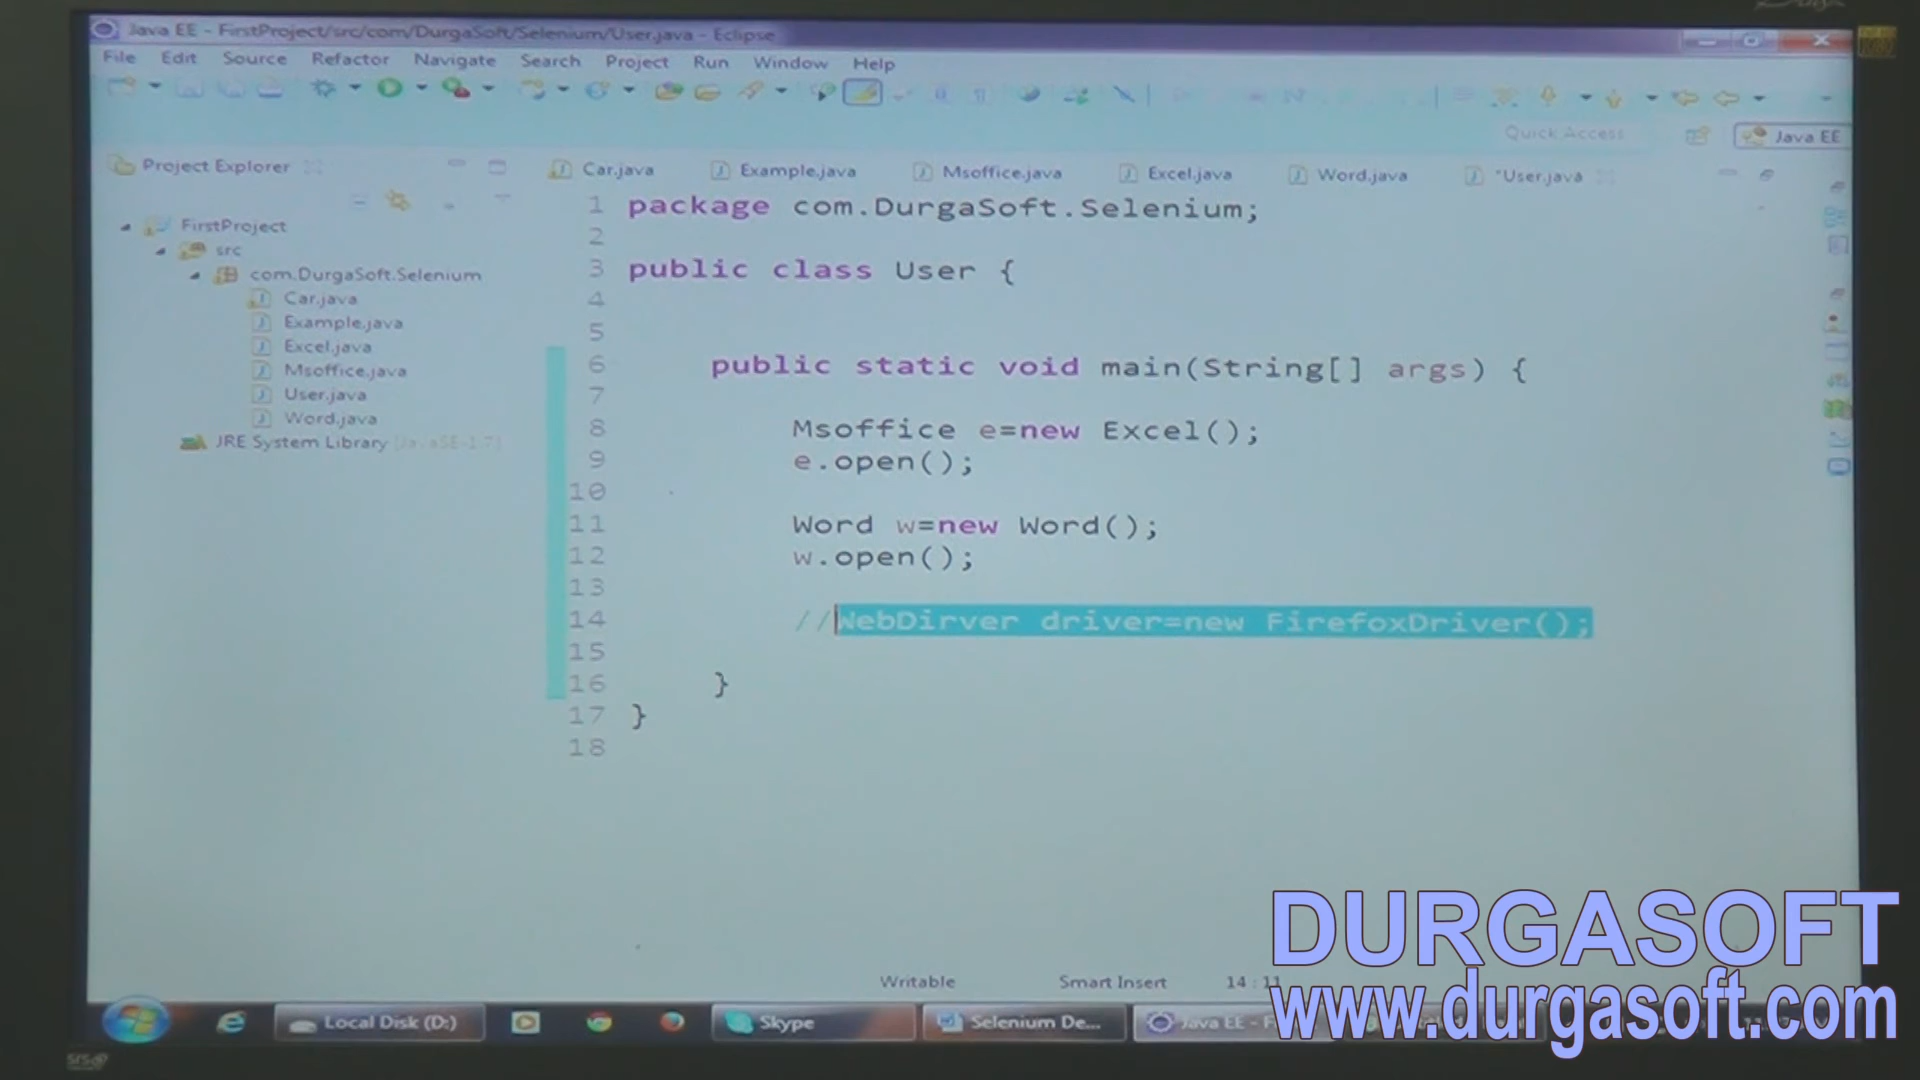 Java EE - FirstProject/src/com/DurgaSoft/Selenium/User.java - Eclipse
File Edit Source Refactor Navigate Search Project Run Window Help
Quick Access
Java EE
Project Explorer
Car.java Example.java Msoffice.java Excel.java Word.java *User.java
FirstProject
src
com.DurgaSoft.Selenium
Car.java
Example.java
Excel.java
Msoffice.java
User.java
Word.java
JRE System Library [JavaSE-1.7]
1 package com.DurgaSoft.Selenium;
2
3 public class User {
4
5
6 public static void main(String[] args) {
7
8 Msoffice e=new Excel();
9 e.open();
10
11 Word w=new Word();
12 w.open();
13
14 //WebDirver driver=new FirefoxDriver();
15
16 }
17 }
18
Writable Smart Insert 14 : 11
Local Disk (D:) Skype Selenium De... Java EE - F
DURGASOFT
www.durgasoft.com